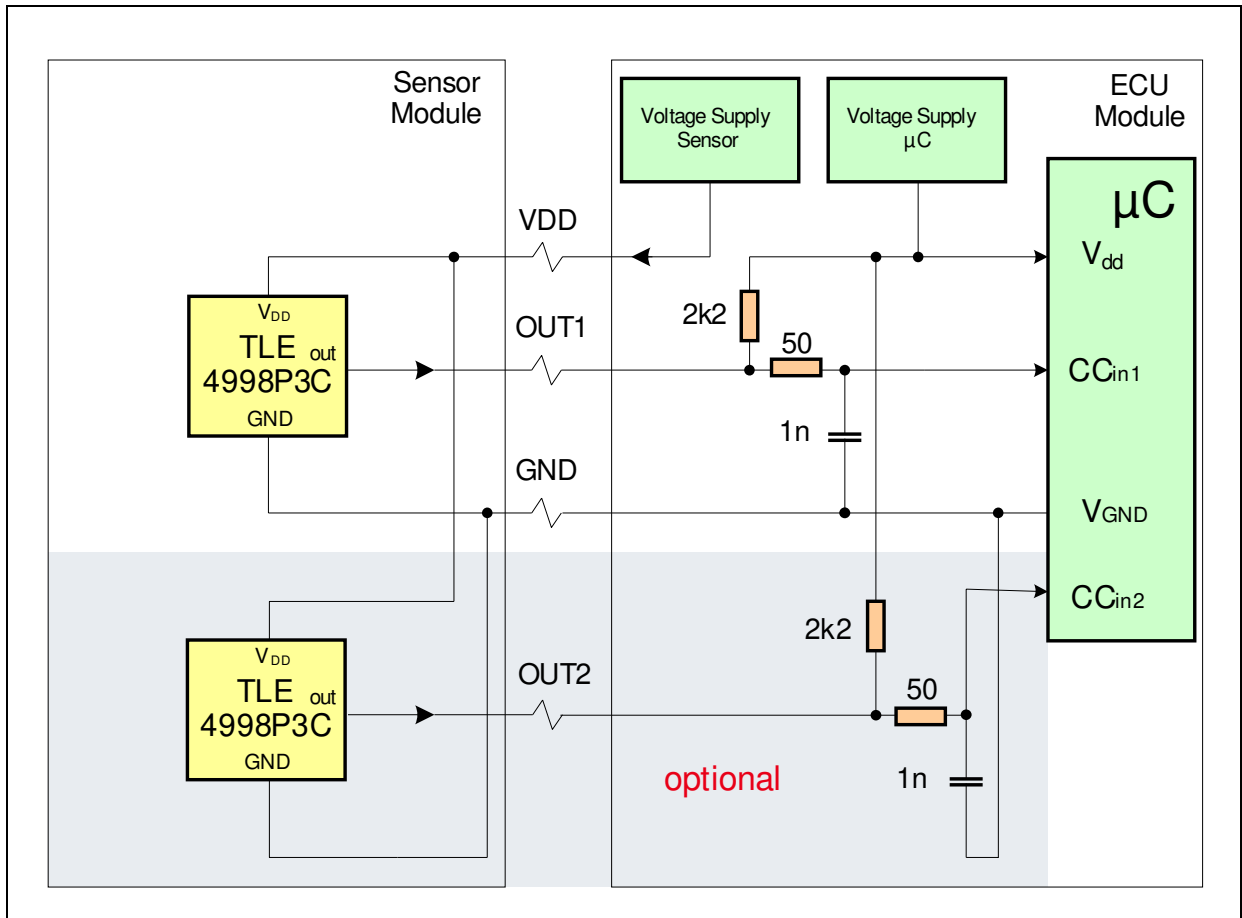 Sensor
Module
ECU
Module
Voltage Supply
Sensor
Voltage Supply
µC
µC
VDD
Vdd
2k2
OUT1
50
VDD
TLE out
4998P3C
GND
CCin1
1n
GND
VGND
CCin2
2k2
VDD
TLE out
4998P3C
GND
OUT2
50
optional
1n